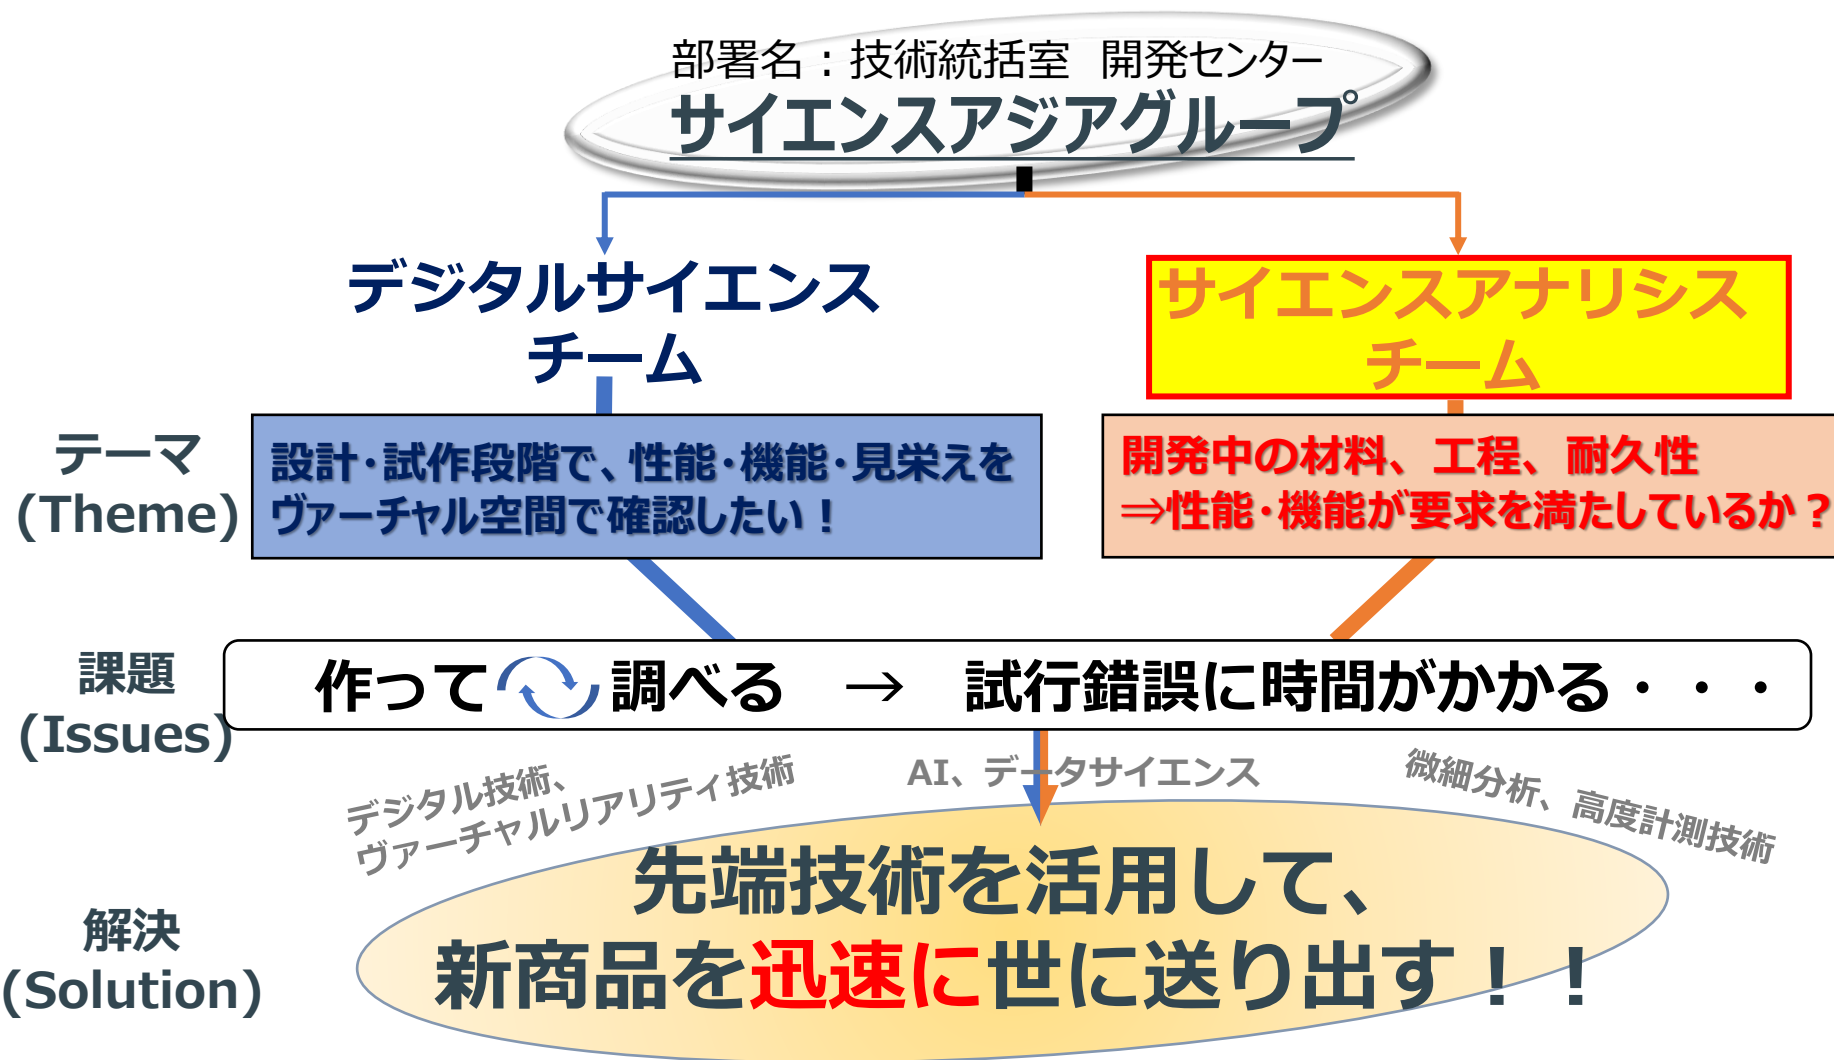 部署名：技術統括室　開発センター
サイエンスアジアグループ
デジタルサイエンス
チーム
サイエンスアナリシス
チーム
テーマ
(Theme)
設計・試作段階で、性能・機能・見栄えを
ヴァーチャル空間で確認したい！
開発中の材料、工程、耐久性
⇒性能・機能が要求を満たしているか？
課題
(Issues)
作って 調べる　→　試行錯誤に時間がかかる・・・
デジタル技術、
ヴァーチャルリアリティ技術
AI、データサイエンス
微細分析、高度計測技術
解決
(Solution)
先端技術を活用して、
新商品を迅速に世に送り出す！！